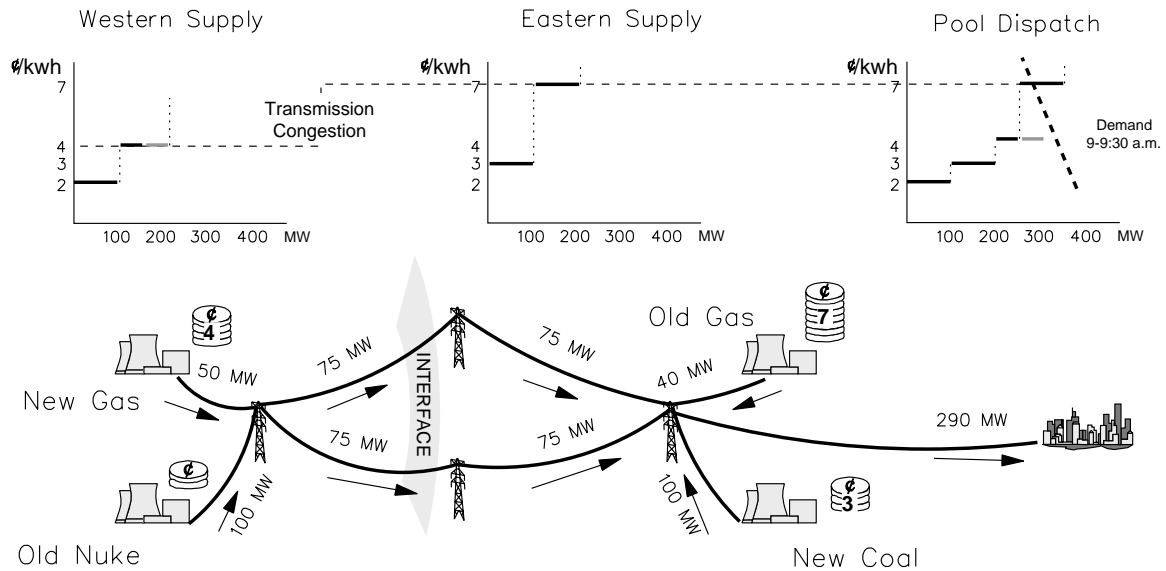 Western Supply
Eastern Supply
Pool Dispatch
¢/kwh
7
4
3
2
100 200 300 400 MW
Transmission
Congestion
¢/kwh
7
3
2
100 200 300 400 MW
¢/kwh
7
4
3
2
100 200 300 400 MW
Demand
9-9:30 a.m.
¢
4
New Gas
50 MW
75 MW
INTERFACE
75 MW
Old Gas
¢
7
40 MW
75 MW
75 MW
290 MW
¢
100 MW
Old Nuke
100 MW
¢
3
New Coal